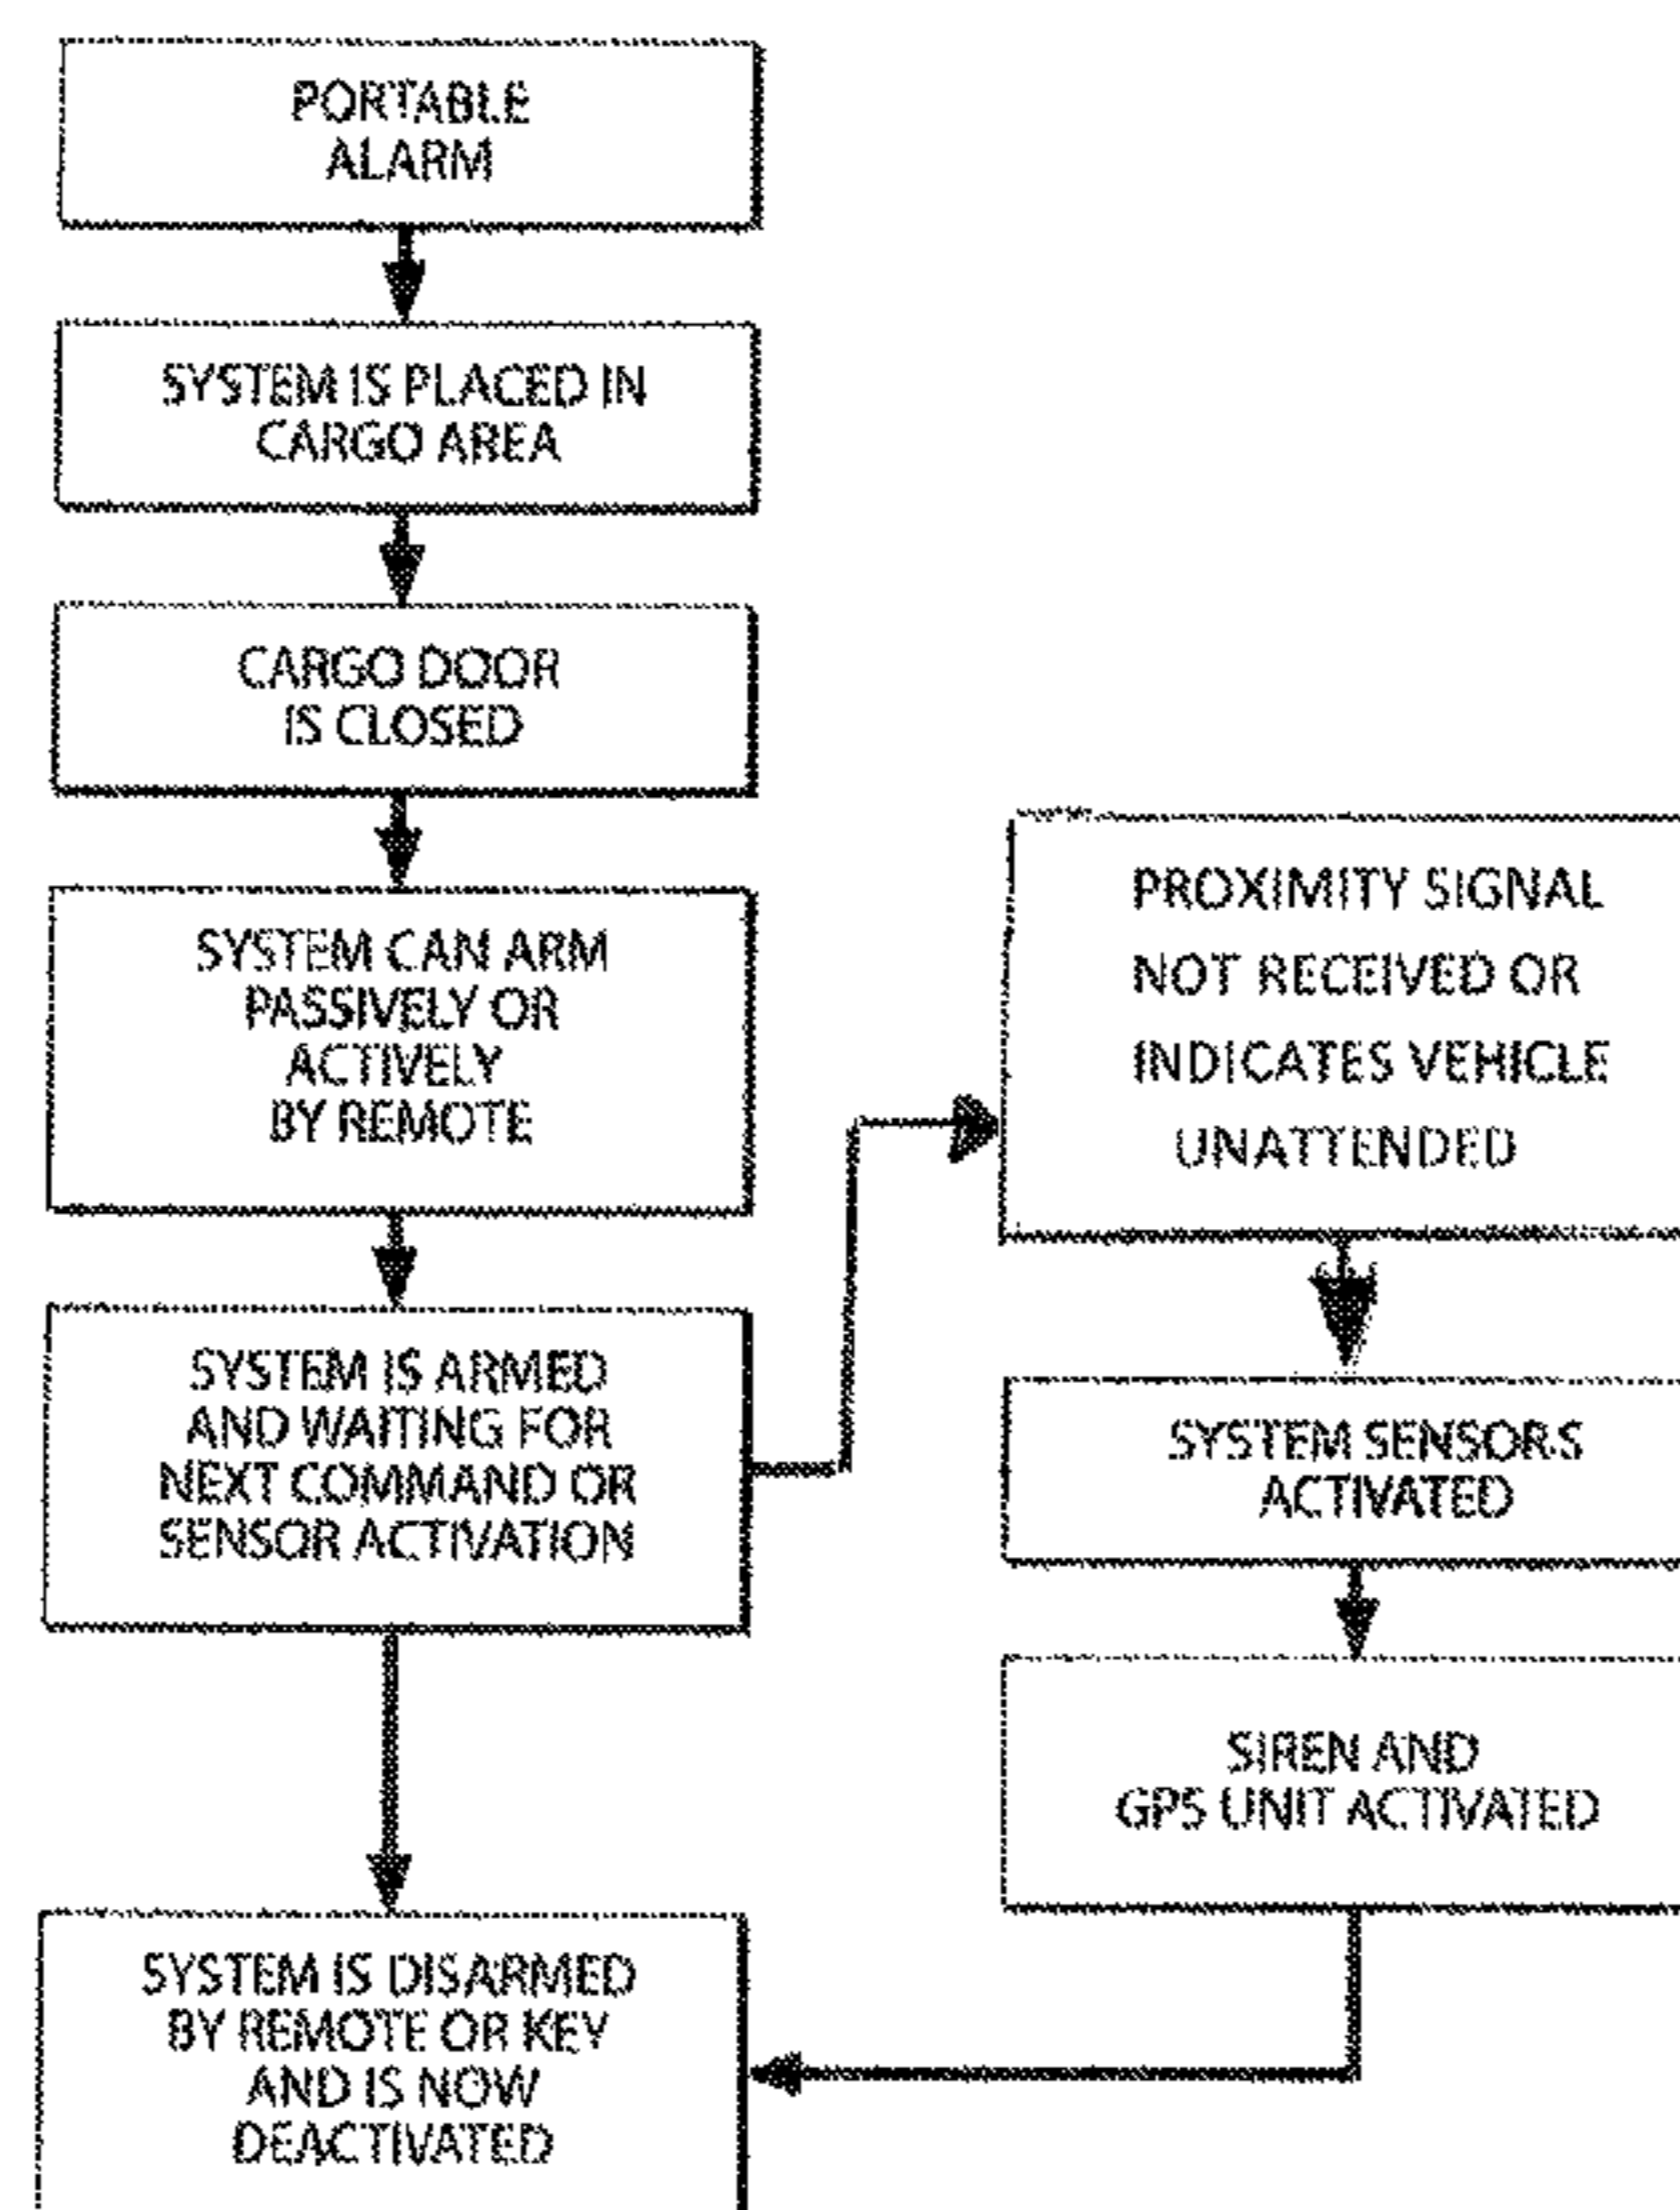 PORTABLE
ALARM
SYSTEM IS PLACED IN
CARGO AREA
CARGO DOOR
IS CLOSED
SYSTEM CAN ARM
PASSIVELY OR
ACTIVELY
BY REMOTE
SYSTEM IS ARMED
AND WAITING FOR
NEXT COMMAND OR
SENSOR ACTIVATION
PROXIMITY SIGNAL
NOT RECEIVED OR
INDICATES VEHICLE
UNATTENDED
SYSTEM SENSORS
ACTIVATED
SIREN AND
GPS UNIT ACTIVATED
SYSTEM IS DISARMED
BY REMOTE OR KEY
AND IS NOW
DEACTIVATED